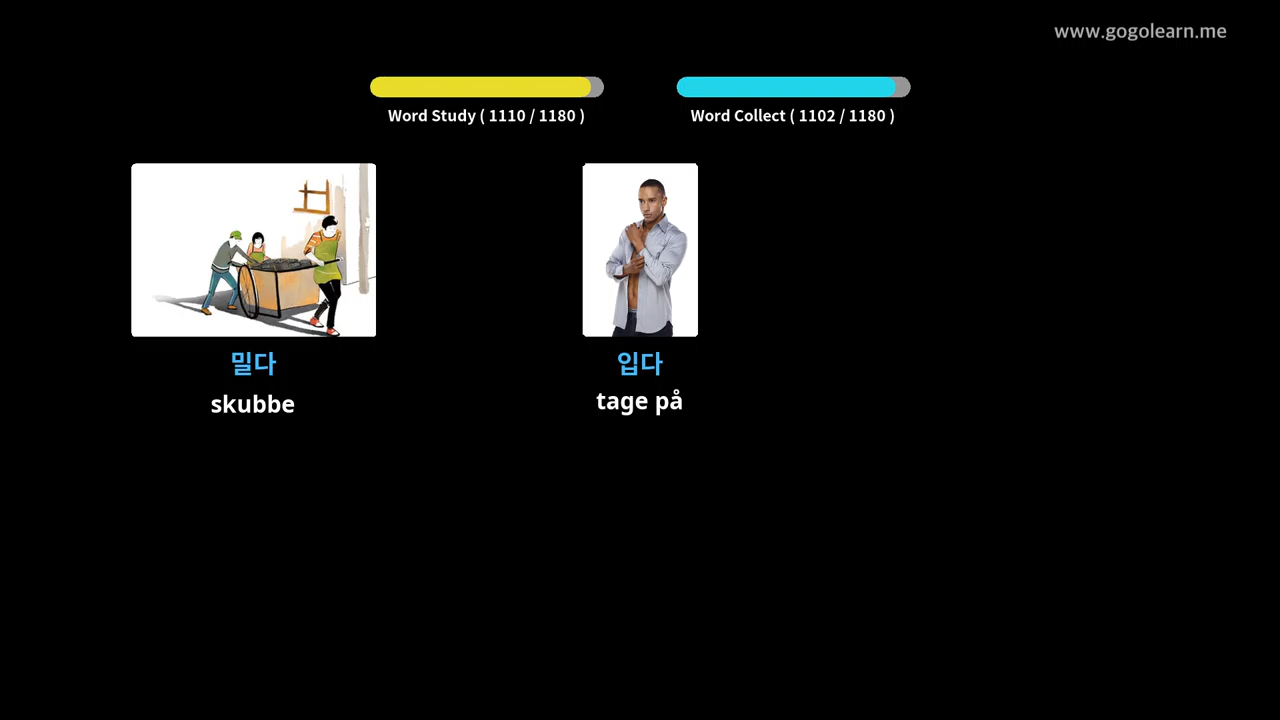 www.gogolearn.me
Word Study ( 1110 / 1180 )
Word Collect ( 1102 / 1180 )
밀다
skubbe
입다
tage på